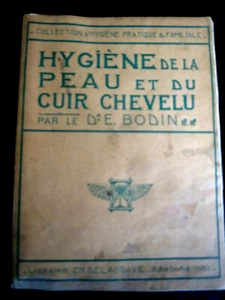 COLLECTION d'HYGIÈNE PRATIQUE & FAMILIALE
HYGIÈNE DE LA
PEAU ET DU
CUIR CHEVELU
PAR LE Dr E. BODIN
LIBRAIRIE CH. DELAGRAVE PARIS